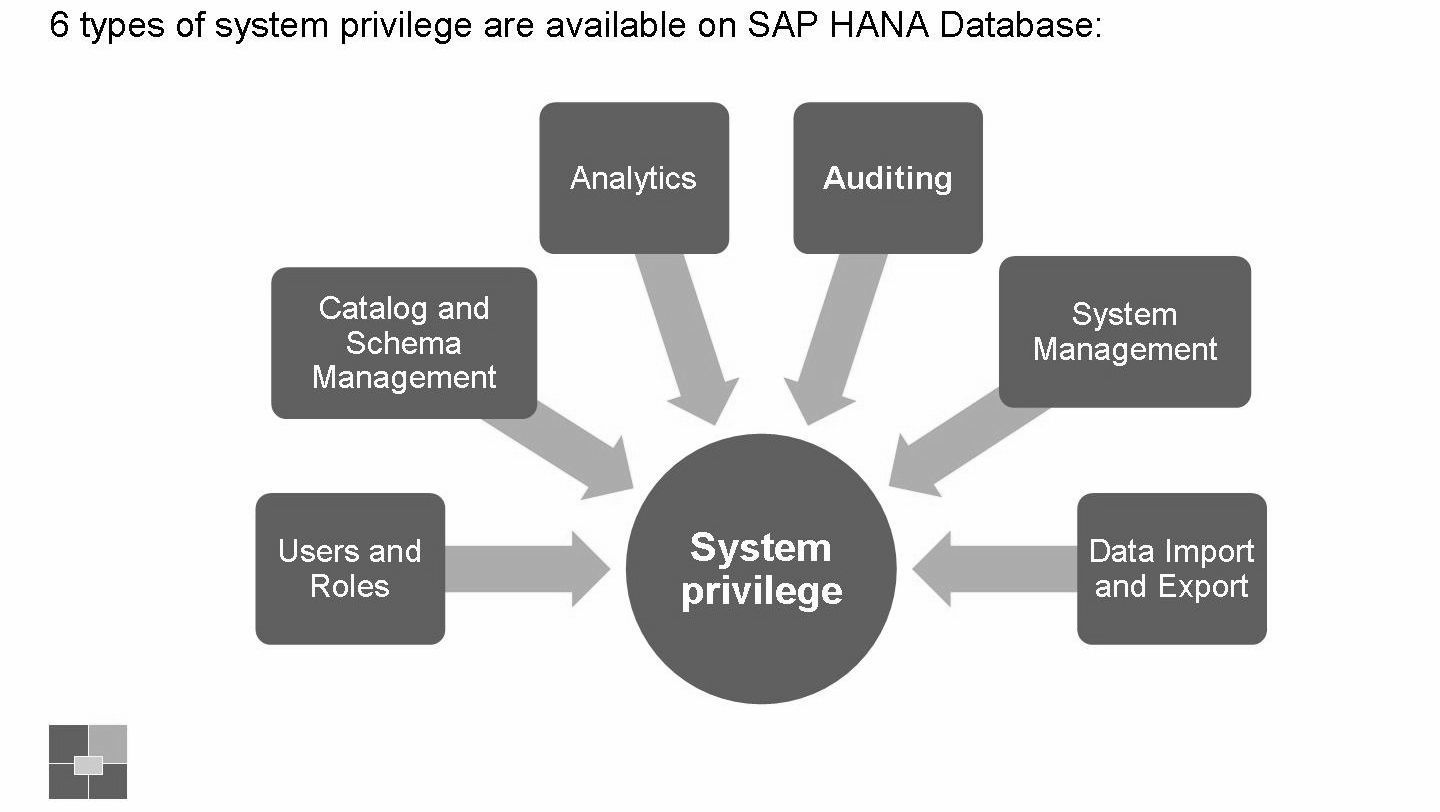 6 types of system privilege are available on SAP HANA Database:
Analytics
Auditing
Catalog and
Schema
Management
System
Management
Users and
Roles
System
privilege
Data Import
and Export